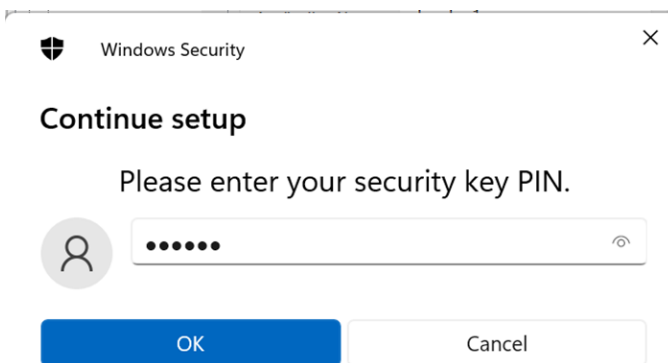 Windows Security
Continue setup
Please enter your security key PIN.
••••••
OK
Cancel